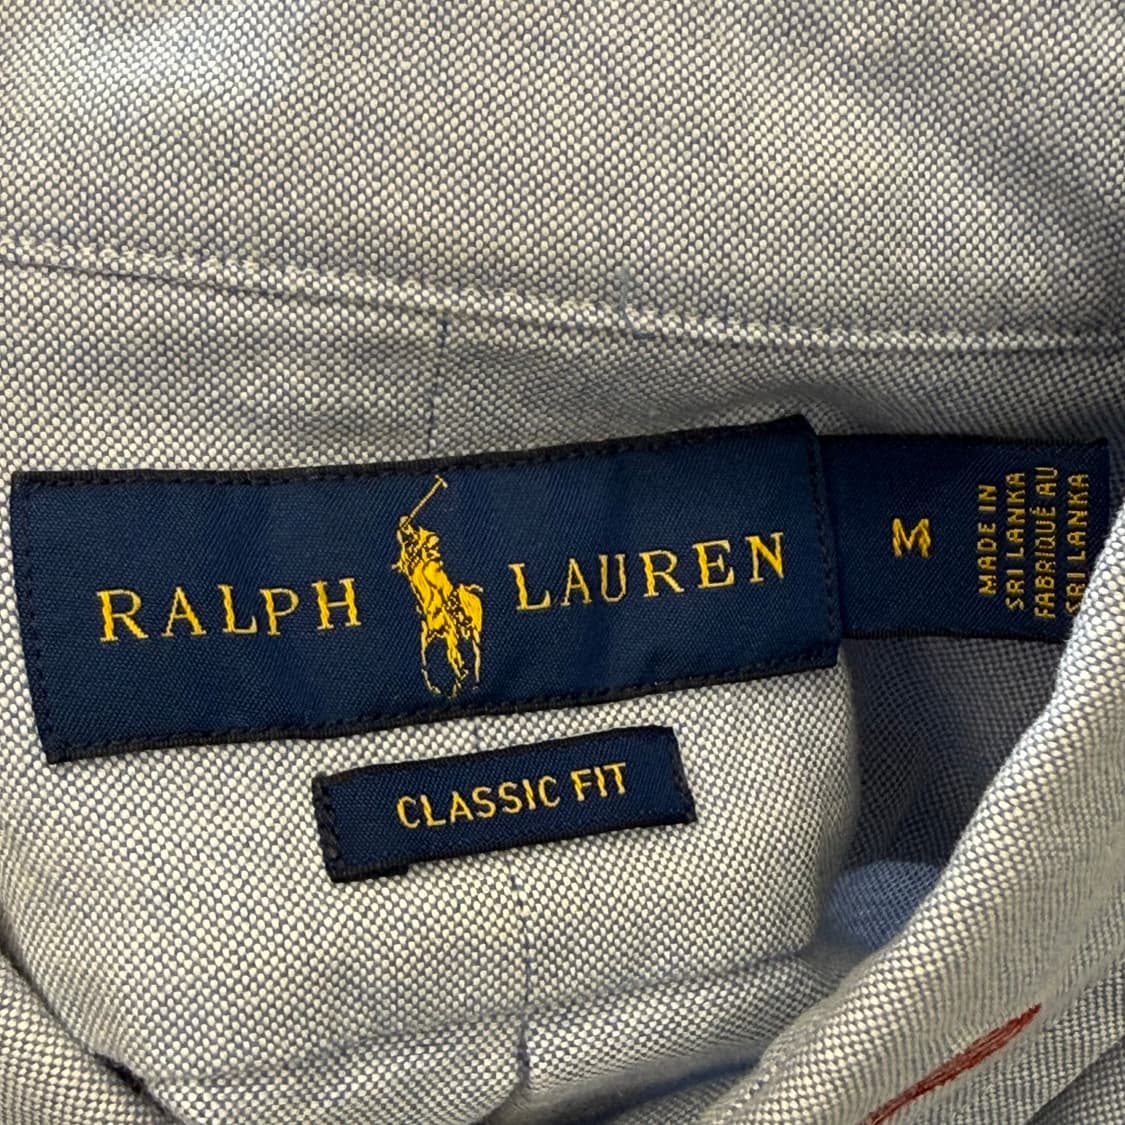 RALPH LAUREN
M
MADE IN
SRI LANKA
FABRIQUÉ AU
SRI LANKA
CLASSIC FIT